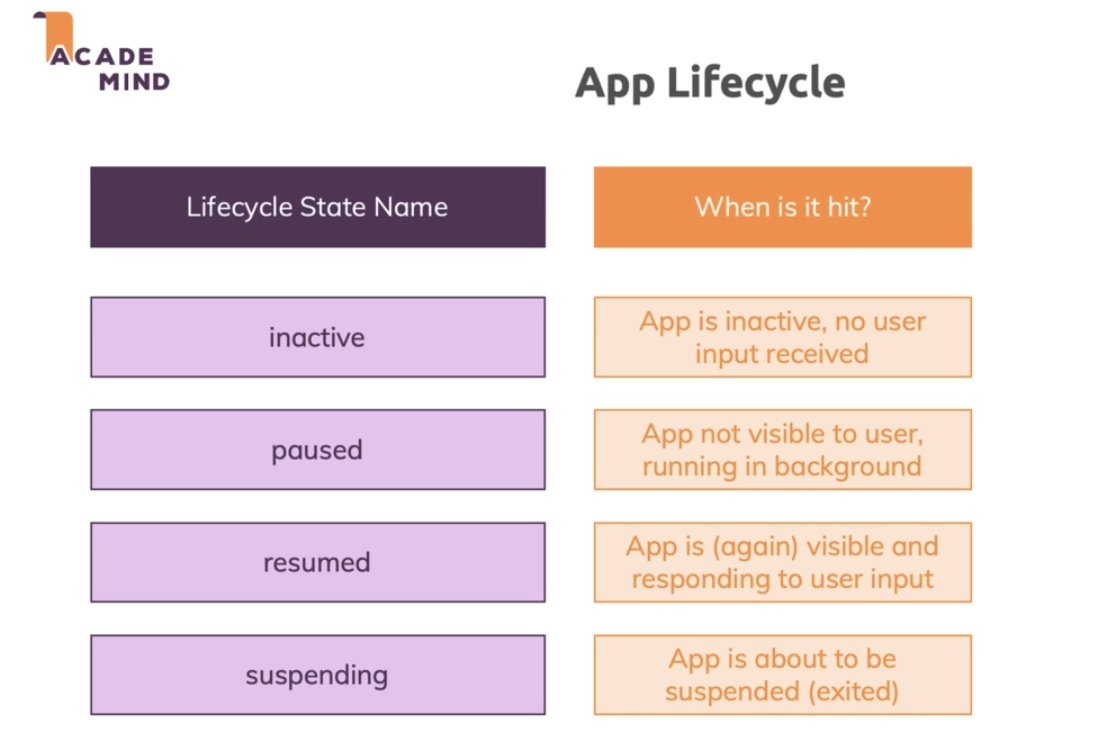 ACADE
MIND
App Lifecycle
Lifecycle State Name
When is it hit?
inactive
App is inactive, no user
input received
paused
App not visible to user,
running in background
resumed
App is (again) visible and
responding to user input
suspending
App is about to be
suspended (exited)